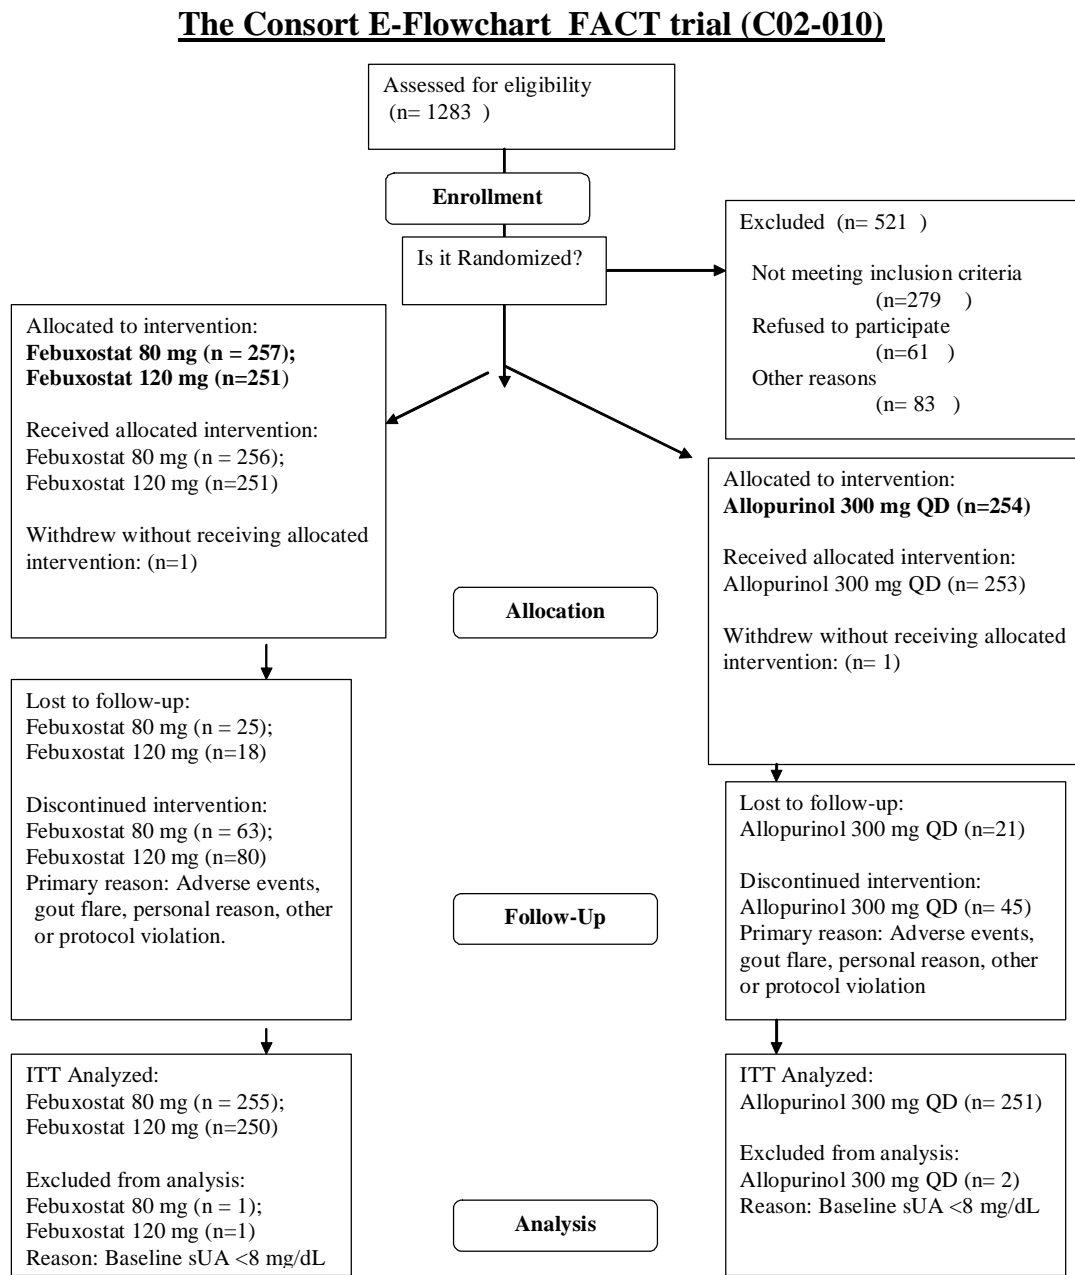 The Consort E-Flowchart FACT trial (C02-010)
Assessed for eligibility
(n= 1283 )
Enrollment
Is it Randomized?
Excluded (n= 521 )
Not meeting inclusion criteria
(n=279 )
Refused to participate
(n=61 )
Other reasons
(n= 83 )
Allocated to intervention:
Febuxostat 80 mg (n = 257);
Febuxostat 120 mg (n=251)
Received allocated intervention:
Febuxostat 80 mg (n = 256);
Febuxostat 120 mg (n=251)
Withdrew without receiving allocated
intervention: (n=1)
Allocated to intervention:
Allopurinol 300 mg QD (n=254)
Received allocated intervention:
Allopurinol 300 mg QD (n= 253)
Withdrew without receiving allocated
intervention: (n= 1)
Allocation
Lost to follow-up:
Febuxostat 80 mg (n = 25);
Febuxostat 120 mg (n=18)
Discontinued intervention:
Febuxostat 80 mg (n = 63);
Febuxostat 120 mg (n=80)
Primary reason: Adverse events,
gout flare, personal reason, other
or protocol violation.
Lost to follow-up:
Allopurinol 300 mg QD (n=21)
Discontinued intervention:
Allopurinol 300 mg QD (n= 45)
Primary reason: Adverse events,
gout flare, personal reason, other
or protocol violation
Follow-Up
ITT Analyzed:
Febuxostat 80 mg (n = 255);
Febuxostat 120 mg (n=250)
Excluded from analysis:
Febuxostat 80 mg (n = 1);
Febuxostat 120 mg (n=1)
Reason: Baseline sUA <8 mg/dL
ITT Analyzed:
Allopurinol 300 mg QD (n= 251)
Excluded from analysis:
Allopurinol 300 mg QD (n= 2)
Reason: Baseline sUA <8 mg/dL
Analysis